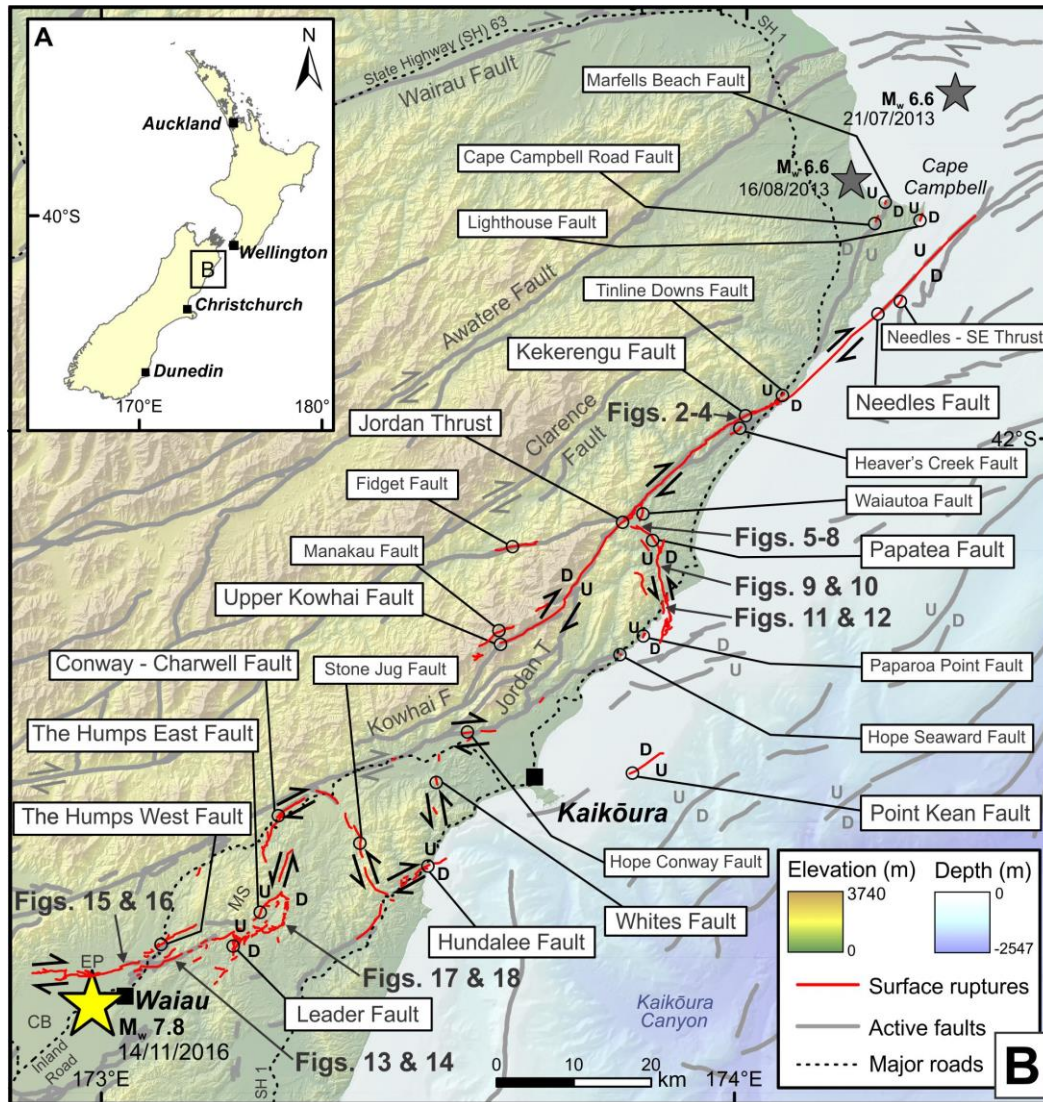 A
N
Auckland
40°S
Wellington
B
Christchurch
Dunedin
170°E
180°
State Highway (SH) 63
SH 1
Wairau Fault
Marfells Beach Fault
Mw 6.6
21/07/2013
Cape Campbell Road Fault
Mw 6.6
16/08/2013
Cape
Campbell
U
D
U
D
Lighthouse Fault
D
U
U
D
Awatere Fault
Tinline Downs Fault
Needles - SE Thrust
Kekerengu Fault
U
D
Needles Fault
Figs. 2-4
Jordan Thrust
Clarence
Fault
42°S
Heaver's Creek Fault
Fidget Fault
Waiautoa Fault
Figs. 5-8
Manakau Fault
Papatea Fault
U
D
D
U
Upper Kowhai Fault
Figs. 9 & 10
Figs. 11 & 12
U
D
Conway - Charwell Fault
Stone Jug Fault
U
D
Paparoa Point Fault
Jordan T
Kowhai F
U
D
The Humps East Fault
Hope Seaward Fault
D
U
The Humps West Fault
Kaikōura
U
D
U
D
Point Kean Fault
Hope Conway Fault
MS
U
D
U
D
Whites Fault
Figs. 15 & 16
U
D
Hundalee Fault
EP
Figs. 17 & 18
Waiau
Leader Fault
CB
Mw 7.8
14/11/2016
Inland
Road
Figs. 13 & 14
Kaikōura
Canyon
SH 1
173°E
0 10 20
km
174°E
Elevation (m)
3740
0
Depth (m)
0
-2547
Surface ruptures
Active faults
Major roads
B